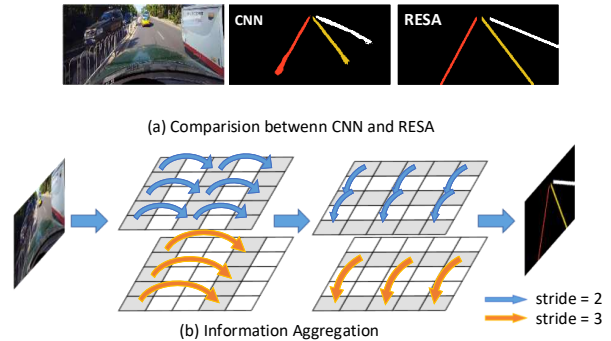 CNN
RESA
(a) Comparision betwenn CNN and RESA
stride = 2
stride = 3
(b) Information Aggregation